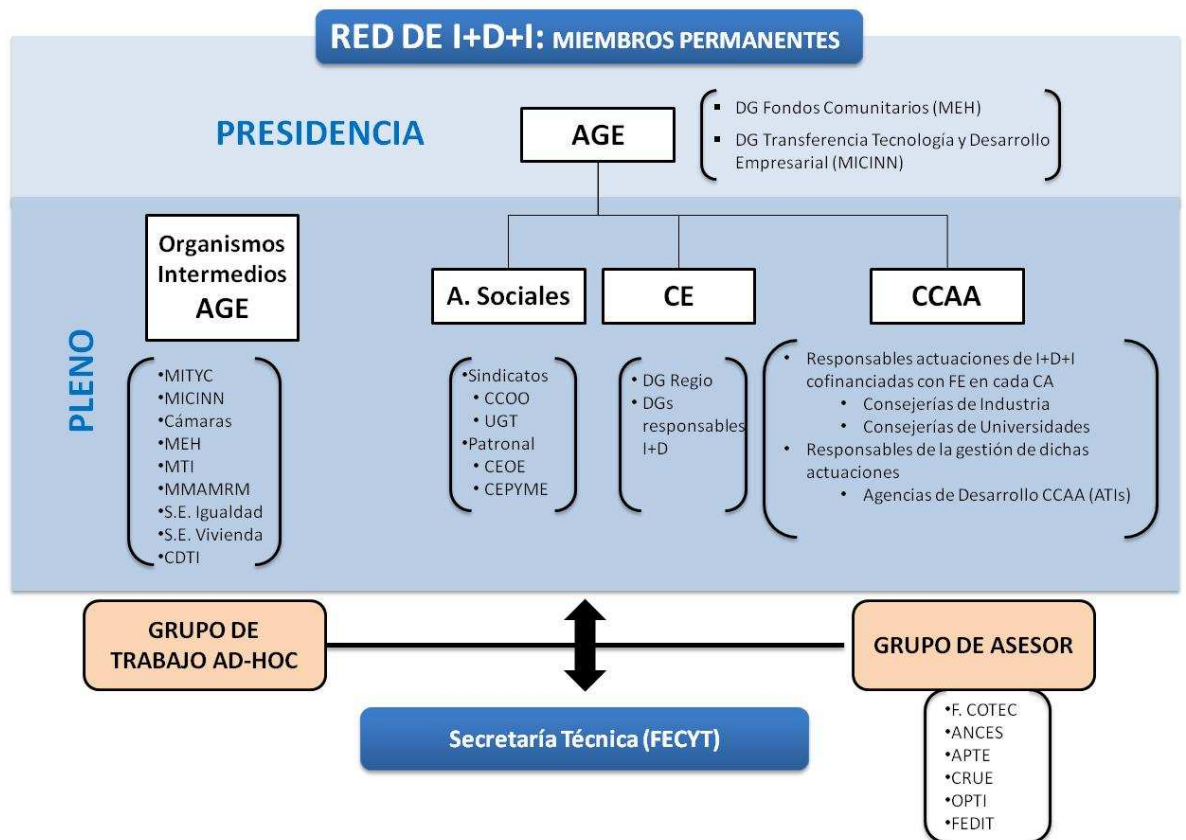 RED DE I+D+I: MIEMBROS PERMANENTES
PRESIDENCIA
AGE
▪ DG Fondos Comunitarios (MEH)
▪ DG Transferencia Tecnología y Desarrollo
Empresarial (MICINN)
PLENO
Organismos
Intermedios
AGE
•MITYC
•MICINN
•Cámaras
•MEH
•MTI
•MMAMRM
•S.E. Igualdad
•S.E. Vivienda
•CDTI
A. Sociales
•Sindicatos
•CCOO
•UGT
•Patronal
•CEOE
•CEPYME
CE
• DG Regio
• DGs
responsables
I+D
CCAA
• Responsables actuaciones de I+D+I
cofinanciadas con FE en cada CA
• Consejerías de Industria
• Consejerías de Universidades
• Responsables de la gestión de dichas
actuaciones
• Agencias de Desarrollo CCAA (ATIs)
GRUPO DE
TRABAJO AD-HOC
GRUPO DE ASESOR
•F. COTEC
•ANCES
•APTE
•CRUE
•OPTI
•FEDIT
Secretaría Técnica (FECYT)